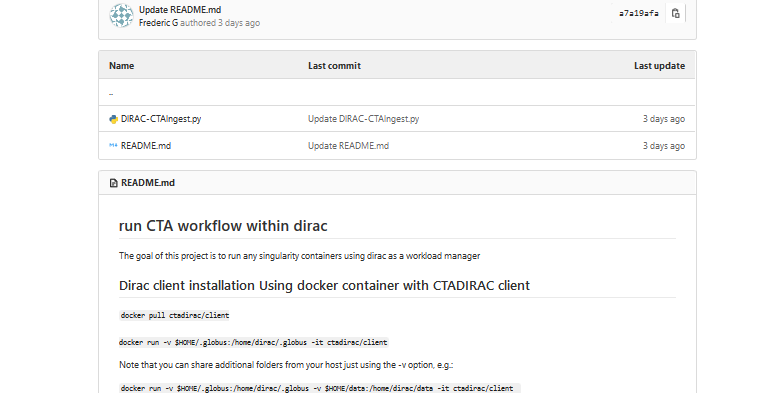 Update README.md
Frederic G authored 3 days ago
a7a19afa
Name Last commit Last update
..
DIRAC-CTAIngest.py Update DIRAC-CTAIngest.py 3 days ago
README.md Update README.md 3 days ago
README.md
run CTA workflow within dirac
The goal of this project is to run any singularity containers using dirac as a workload manager
Dirac client installation Using docker container with CTADIRAC client
docker pull ctadirac/client
docker run -v $HOME/.globus:/home/dirac/.globus -it ctadirac/client
Note that you can share additional folders from your host just using the -v option, e.g.:
docker run -v $HOME/.globus:/home/dirac/.globus -v $HOME/data:/home/dirac/data -it ctadirac/client